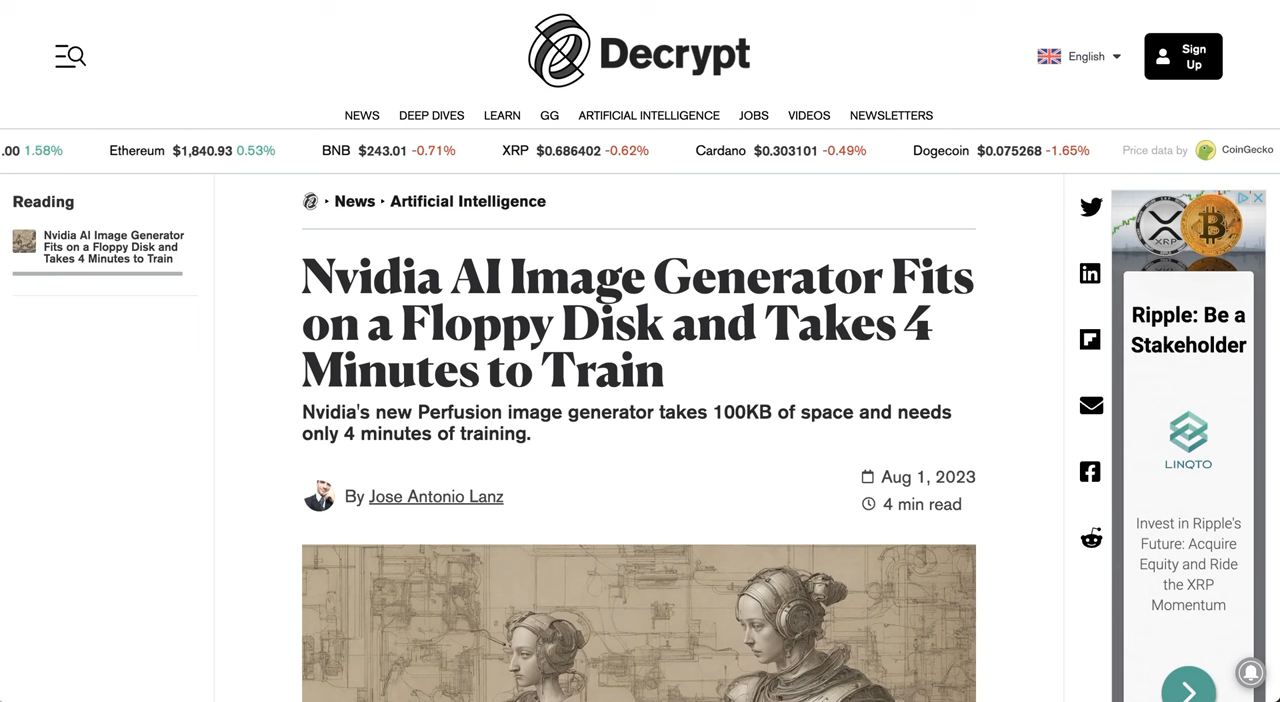 Decrypt
English
Sign
Up
NEWS DEEP DIVES LEARN GG ARTIFICIAL INTELLIGENCE JOBS VIDEOS NEWSLETTERS
.00 1.58% Ethereum $1,840.93 0.53% BNB $243.01 -0.71% XRP $0.686402 -0.62% Cardano $0.303101 -0.49% Dogecoin $0.075268 -1.65% Price data by CoinGecko
Reading
Nvidia AI Image Generator
Fits on a Floppy Disk and
Takes 4 Minutes to Train
News ‣ Artificial Intelligence
Nvidia AI Image Generator Fits
on a Floppy Disk and Takes 4
Minutes to Train
Nvidia's new Perfusion image generator takes 100KB of space and needs
only 4 minutes of training.
By Jose Antonio Lanz
Aug 1, 2023
4 min read
XRP
Ripple: Be a
Stakeholder
LINQTO
Invest in Ripple's
Future: Acquire
Equity and Ride
the XRP
Momentum